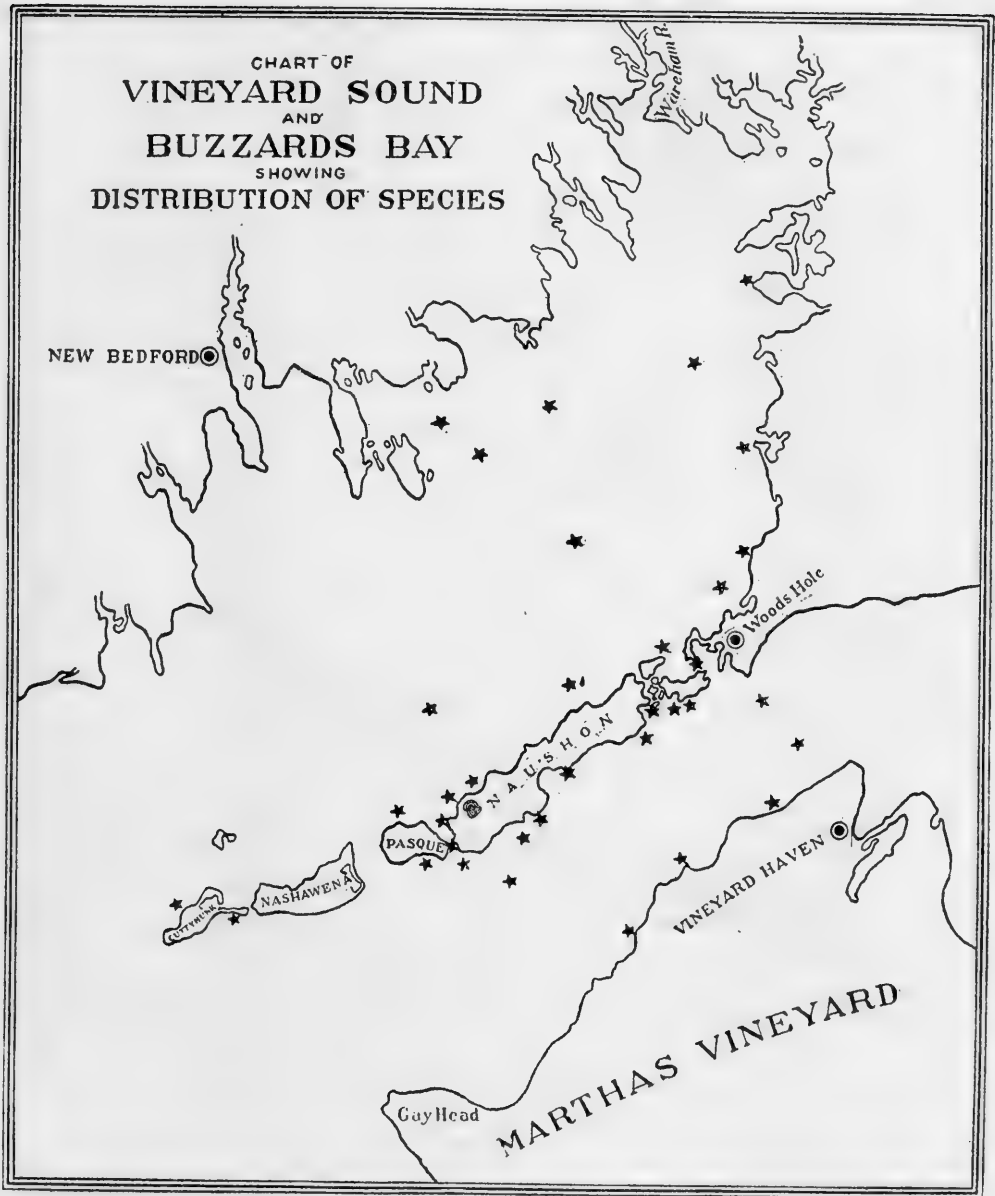 CHART OF
VINEYARD SOUND
AND
BUZZARDS BAY
SHOWING
DISTRIBUTION OF SPECIES
Wareham R.
NEW BEDFORD
Woods Hole
NAUSHON
PASQUE
NASHAWENA
CUTTYHUNK
VINEYARD HAVEN
MARTHAS VINEYARD
Gay Head